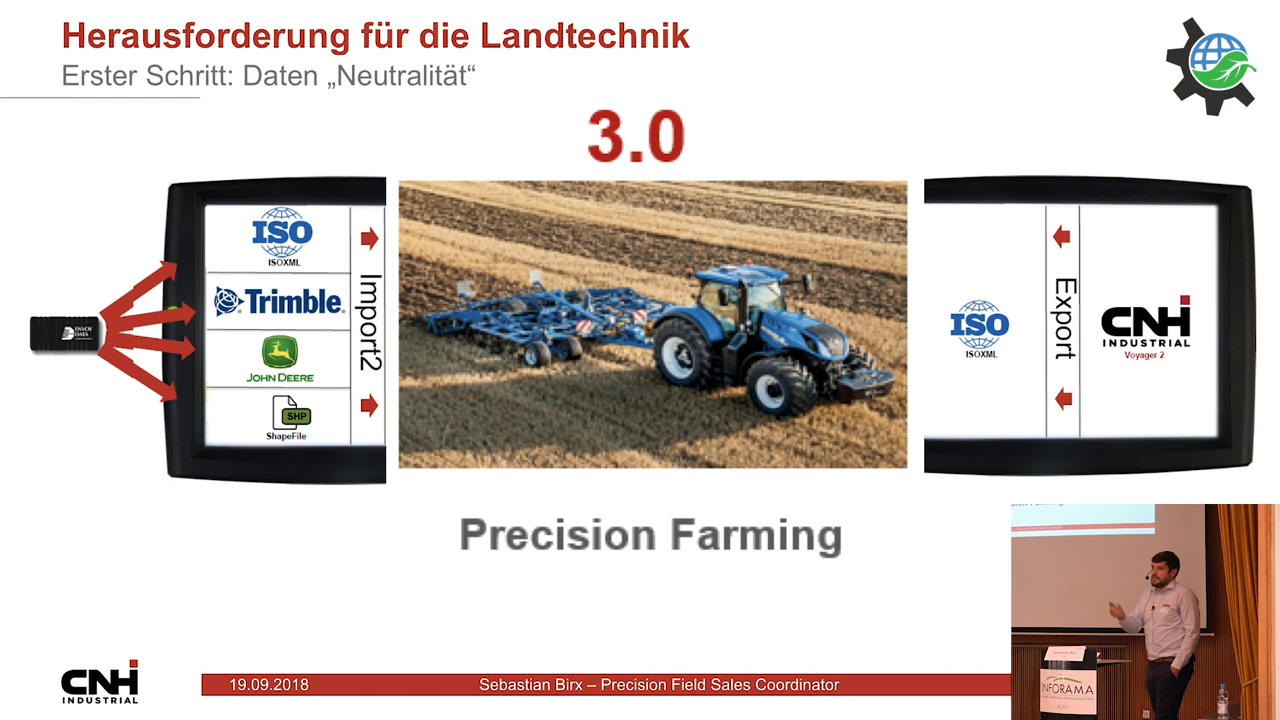 Herausforderung für die Landtechnik
Erster Schritt: Daten „Neutralität“
3.0
ISO
ISOXML
Trimble
JOHN DEERE
SHP
ShapeFile
Import2
ENVOY
DATA
ISO
ISOXML
Export
CNH
INDUSTRIAL
Voyager 2
Precision Farming
CNH
INDUSTRIAL
19.09.2018
Sebastian Birx – Precision Field Sales Coordinator
INFORAMA